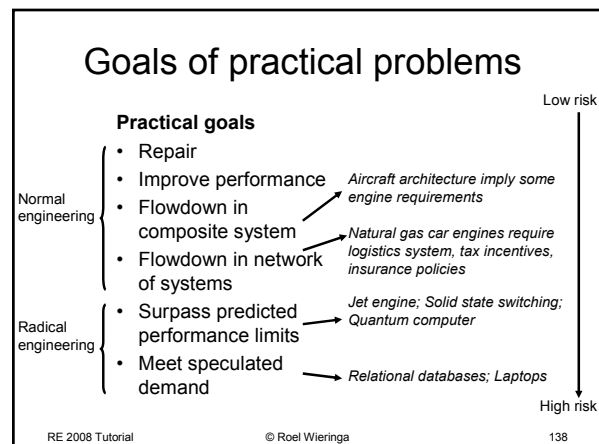 Goals of practical problems
Low risk
Practical goals
• Repair
• Improve performance
• Flowdown in
composite system
• Flowdown in network
of systems
• Surpass predicted
performance limits
• Meet speculated
demand
Normal
engineering
Radical
engineering
Aircraft architecture imply some
engine requirements
Natural gas car engines require
logistics system, tax incentives,
insurance policies
Jet engine; Solid state switching;
Quantum computer
Relational databases; Laptops
High risk
RE 2008 Tutorial
© Roel Wieringa
138